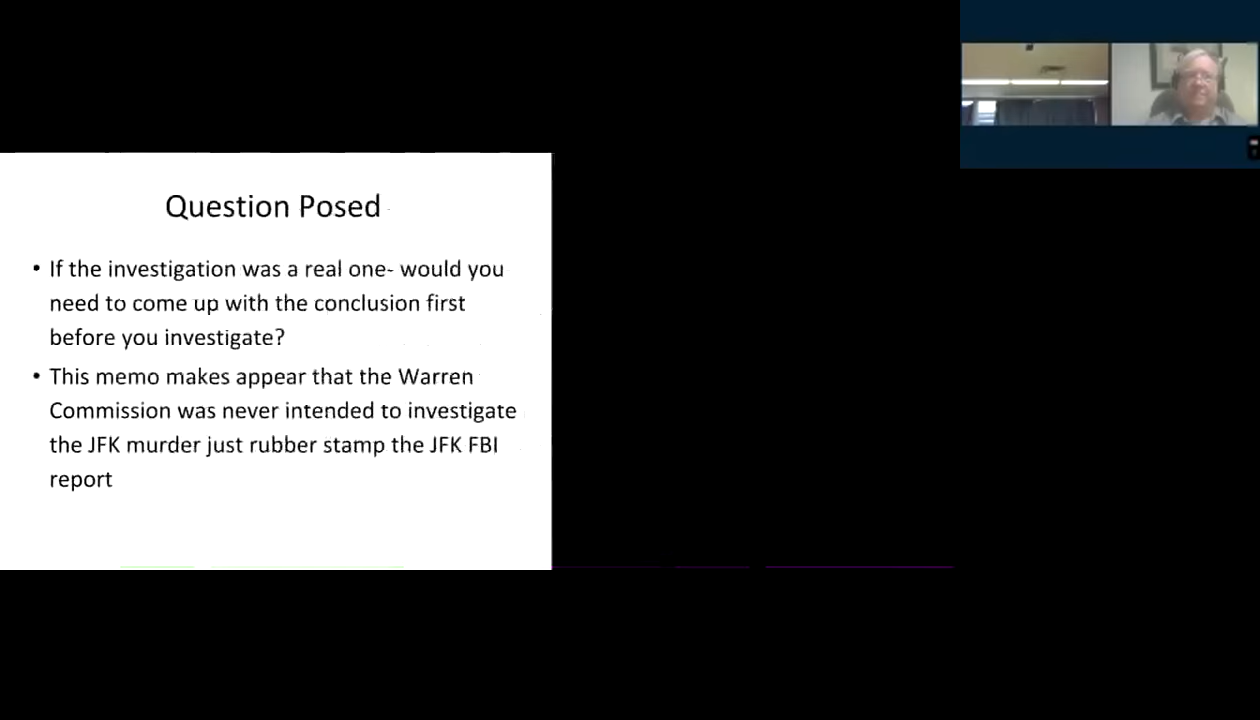 Question Posed
• If the investigation was a real one- would you
need to come up with the conclusion first
before you investigate?
• This memo makes appear that the Warren
Commission was never intended to investigate
the JFK murder just rubber stamp the JFK FBI
report